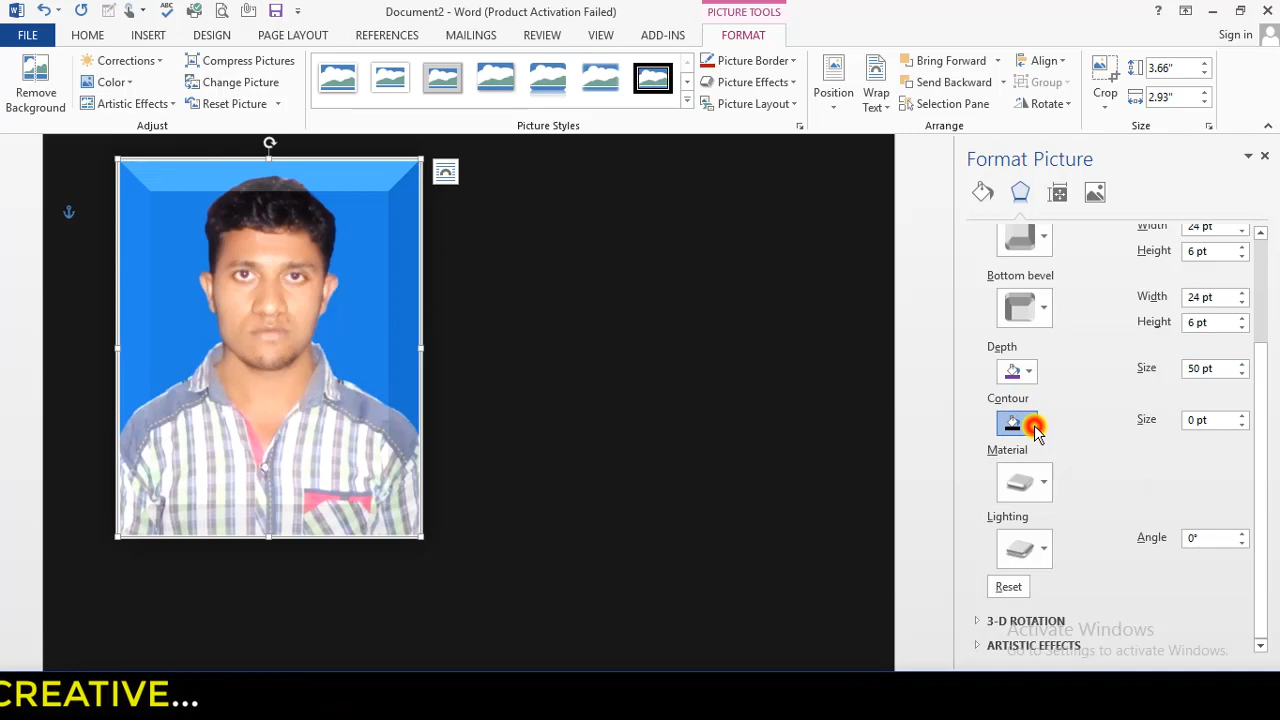 Document2 - Word (Product Activation Failed)
PICTURE TOOLS
?
FILE
HOME
INSERT
DESIGN
PAGE LAYOUT
REFERENCES
MAILINGS
REVIEW
VIEW
ADD-INS
FORMAT
Sign in
Remove
Background
Corrections
Color
Artistic Effects
Compress Pictures
Change Picture
Reset Picture
Adjust
Picture Styles
Picture Border
Picture Effects
Picture Layout
Position
Wrap
Text
Bring Forward
Send Backward
Selection Pane
Align
Group
Rotate
Arrange
Crop
3.66"
2.93"
Size
Format Picture
Width
24 pt
Height
6 pt
Bottom bevel
Width
24 pt
Height
6 pt
Depth
Size
50 pt
Contour
Size
0 pt
Material
Lighting
Angle
0°
Reset
3-D ROTATION
ARTISTIC EFFECTS
Activate Windows
Go to Settings to activate Windows.
CREATIVE...